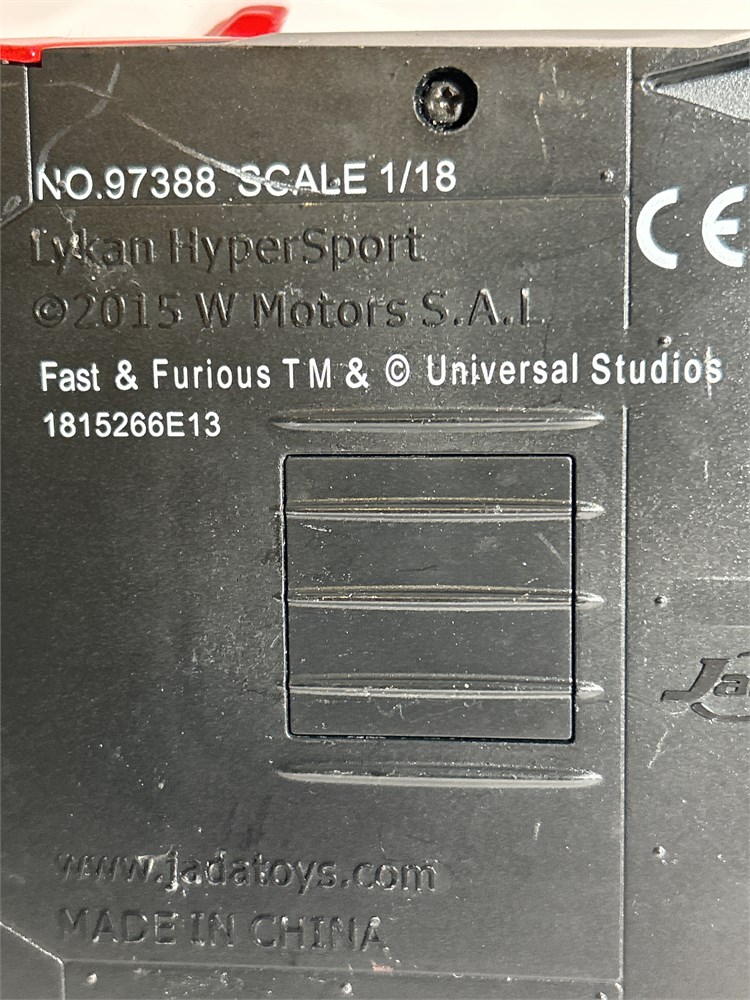 NO.97388 SCALE 1/18
Lykan HyperSport
CE
©2015 W Motors S.A.L
Fast & Furious TM & © Universal Studios
1815266E13
www.jadatoys.com
MADE IN CHINA